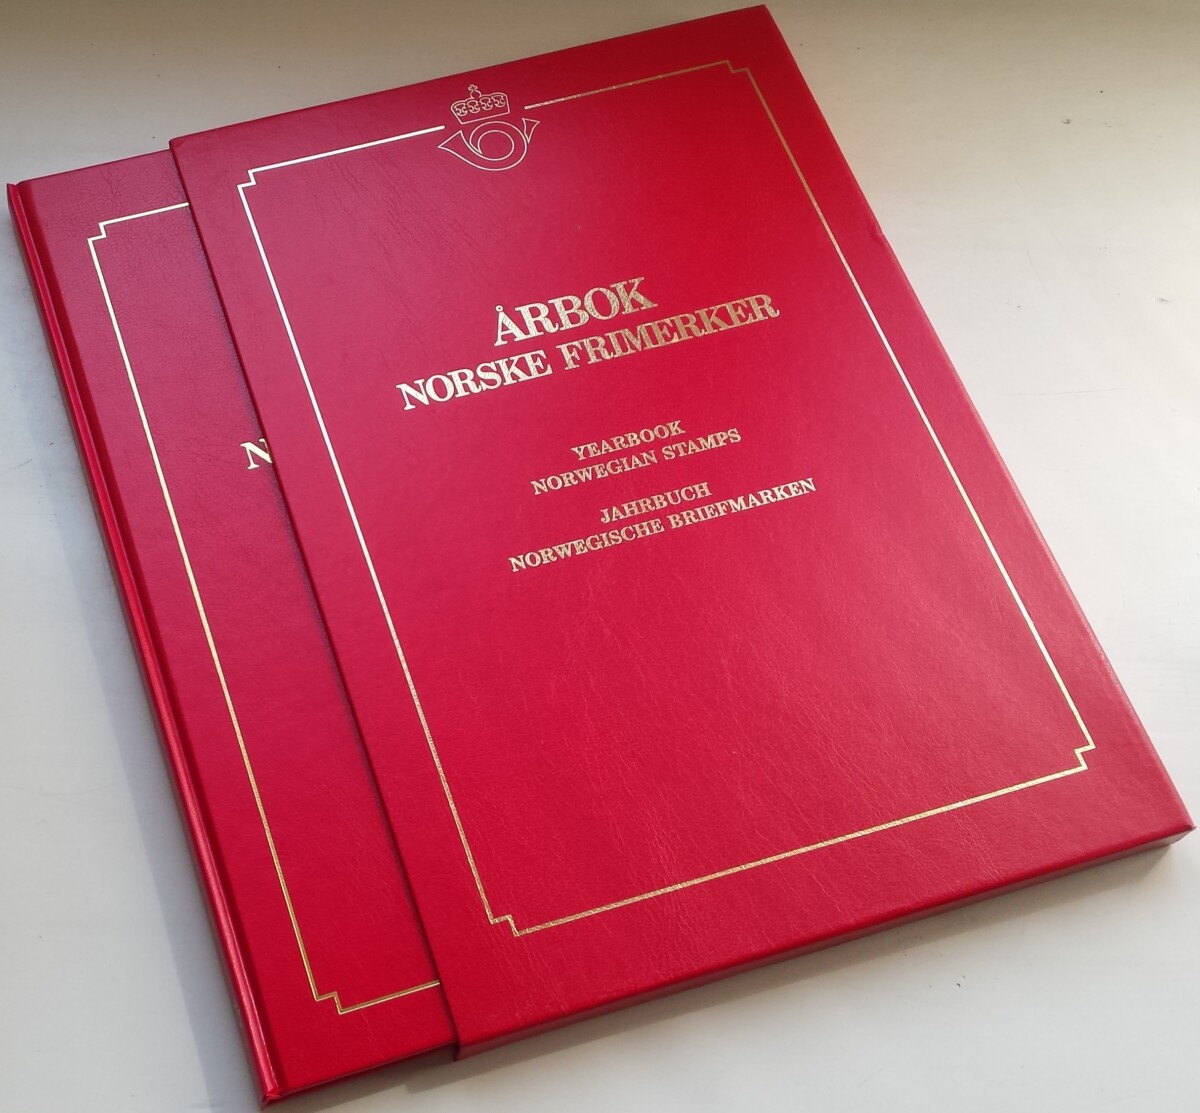 ÅRBOK
NORSKE FRIMERKER
YEARBOOK
NORWEGIAN STAMPS
JAHRBUCH
NORWEGISCHE BRIEFMARKEN
N